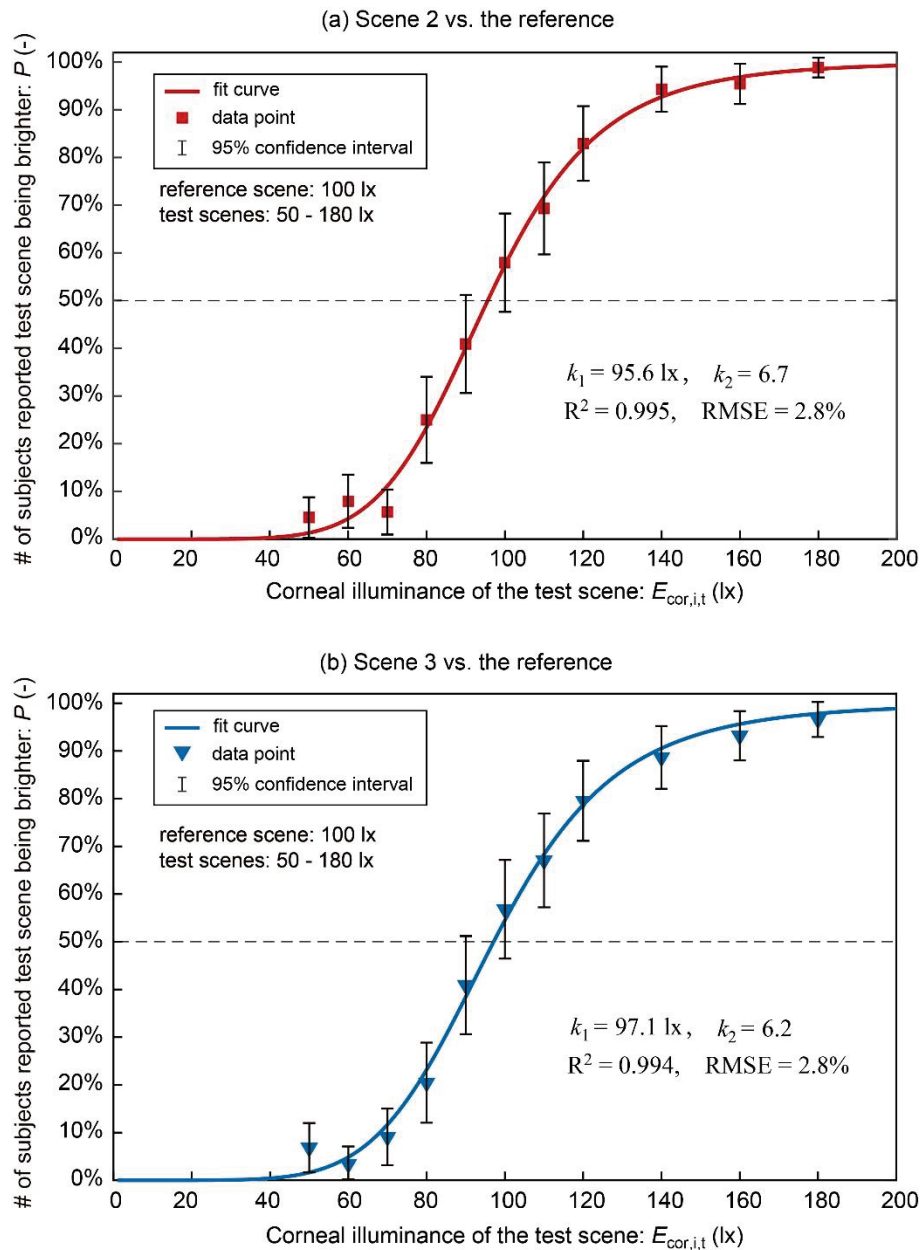 (a) Scene 2 vs. the reference
# of subjects reported test scene being brighter: P (-)
100%
90%
80%
70%
60%
50%
40%
30%
20%
10%
0%
fit curve
data point
95% confidence interval
reference scene: 100 lx
test scenes: 50 - 180 lx
k₁ = 95.6 lx, k₂ = 6.7
R² = 0.995, RMSE = 2.8%
0 20 40 60 80 100 120 140 160 180 200
Corneal illuminance of the test scene: E_cor,i,t (lx)
(b) Scene 3 vs. the reference
# of subjects reported test scene being brighter: P (-)
100%
90%
80%
70%
60%
50%
40%
30%
20%
10%
0%
fit curve
data point
95% confidence interval
reference scene: 100 lx
test scenes: 50 - 180 lx
k₁ = 97.1 lx, k₂ = 6.2
R² = 0.994, RMSE = 2.8%
0 20 40 60 80 100 120 140 160 180 200
Corneal illuminance of the test scene: E_cor,i,t (lx)